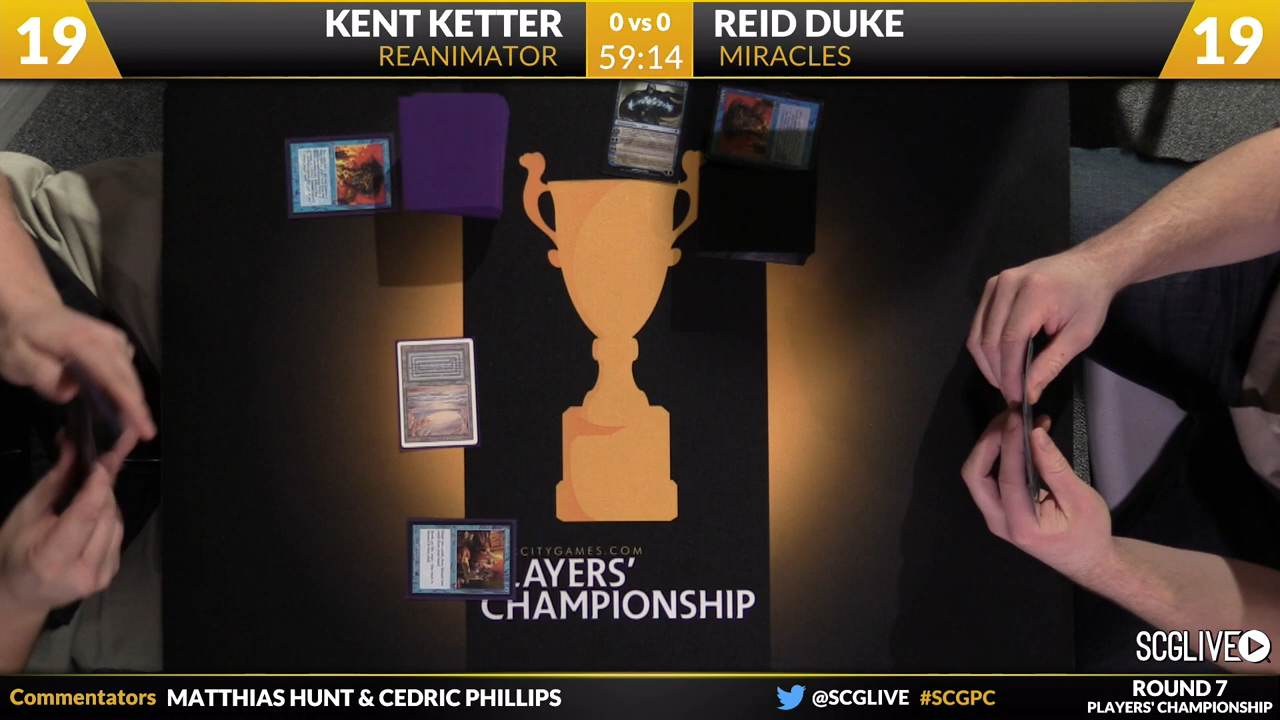 19
KENT KETTER
REANIMATOR
0 vs 0
59:14
REID DUKE
MIRACLES
19
CITYGAMES.COM
LAYERS'
CHAMPIONSHIP
SCGLIVE
Commentators MATTHIAS HUNT & CEDRIC PHILLIPS
@SCGLIVE #SCGPC
ROUND 7
PLAYERS' CHAMPIONSHIP